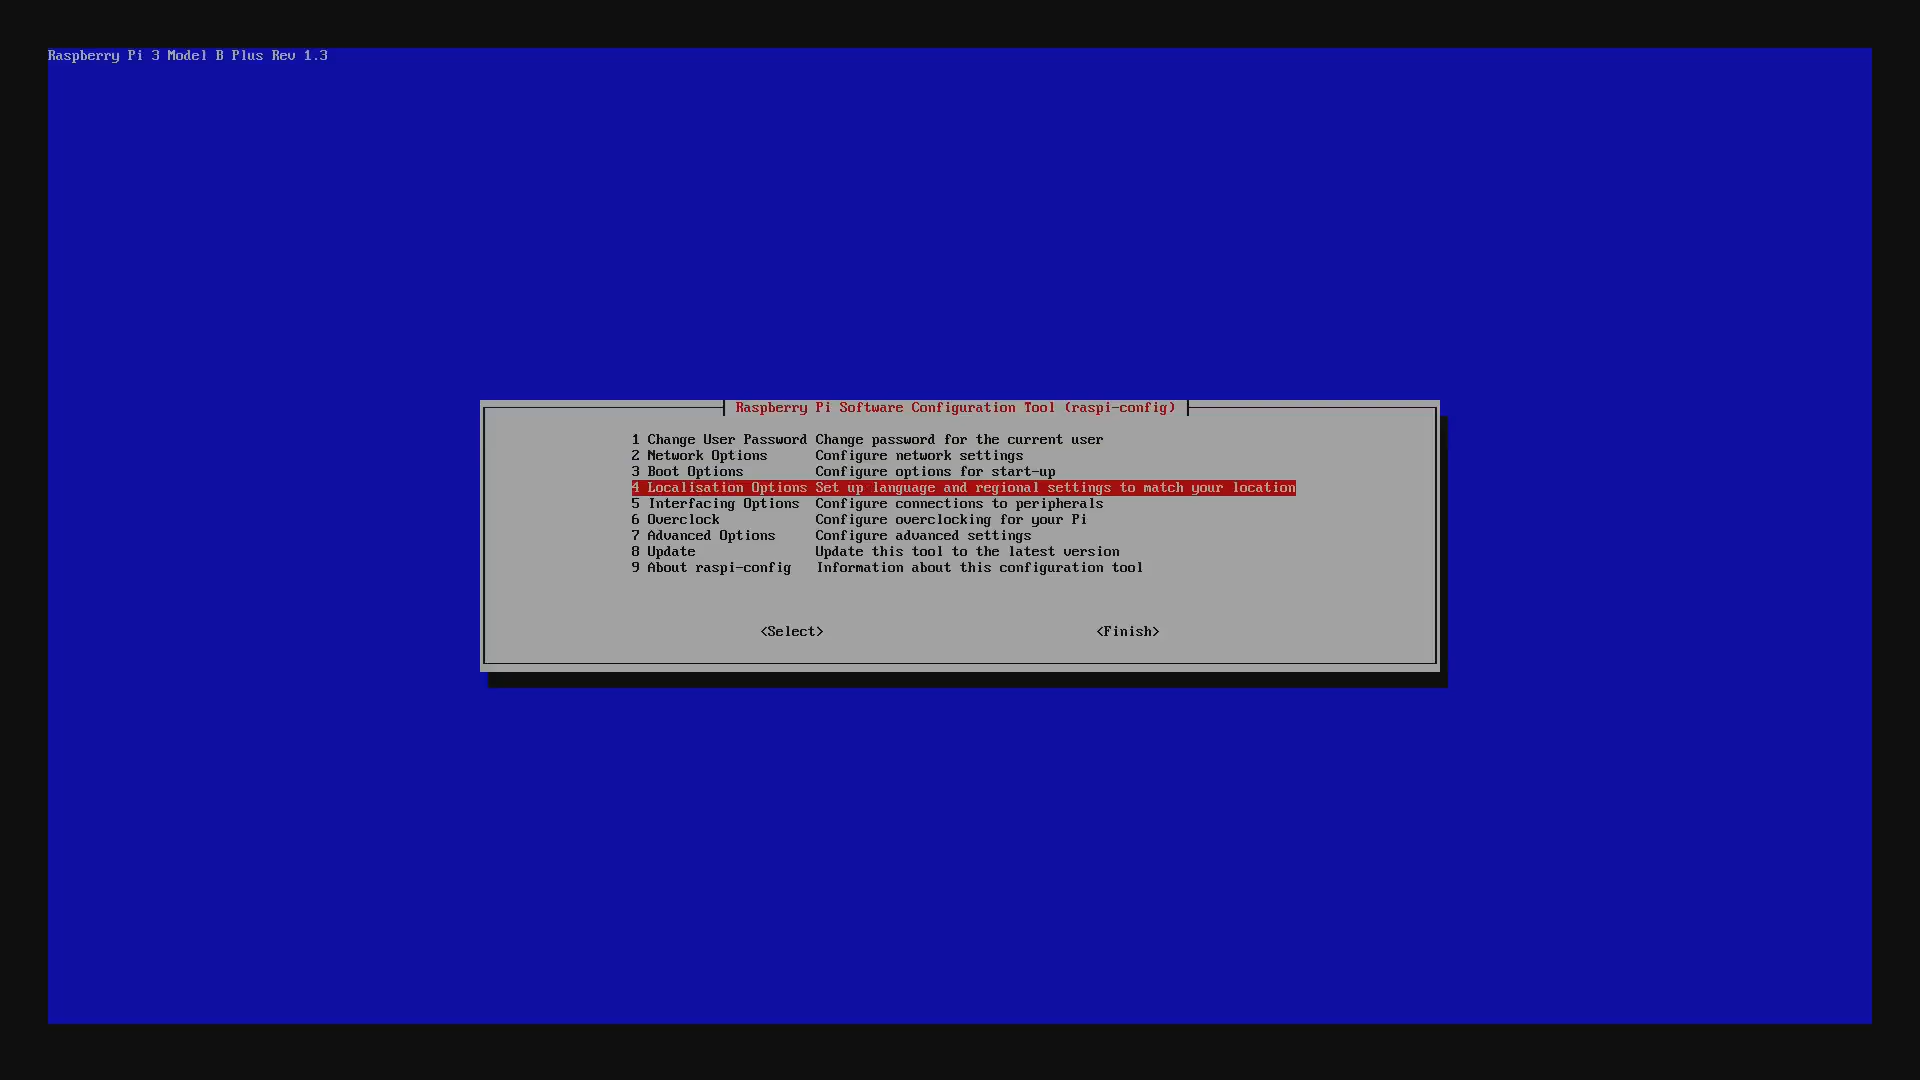 Raspberry Pi 3 Model B Plus Rev 1.3
Raspberry Pi Software Configuration Tool (raspi-config)
1 Change User Password Change password for the current user
2 Network Options Configure network settings
3 Boot Options Configure options for start-up
4 Localisation Options Set up language and regional settings to match your location
5 Interfacing Options Configure connections to peripherals
6 Overclock Configure overclocking for your Pi
7 Advanced Options Configure advanced settings
8 Update Update this tool to the latest version
9 About raspi-config Information about this configuration tool
<Select> <Finish>